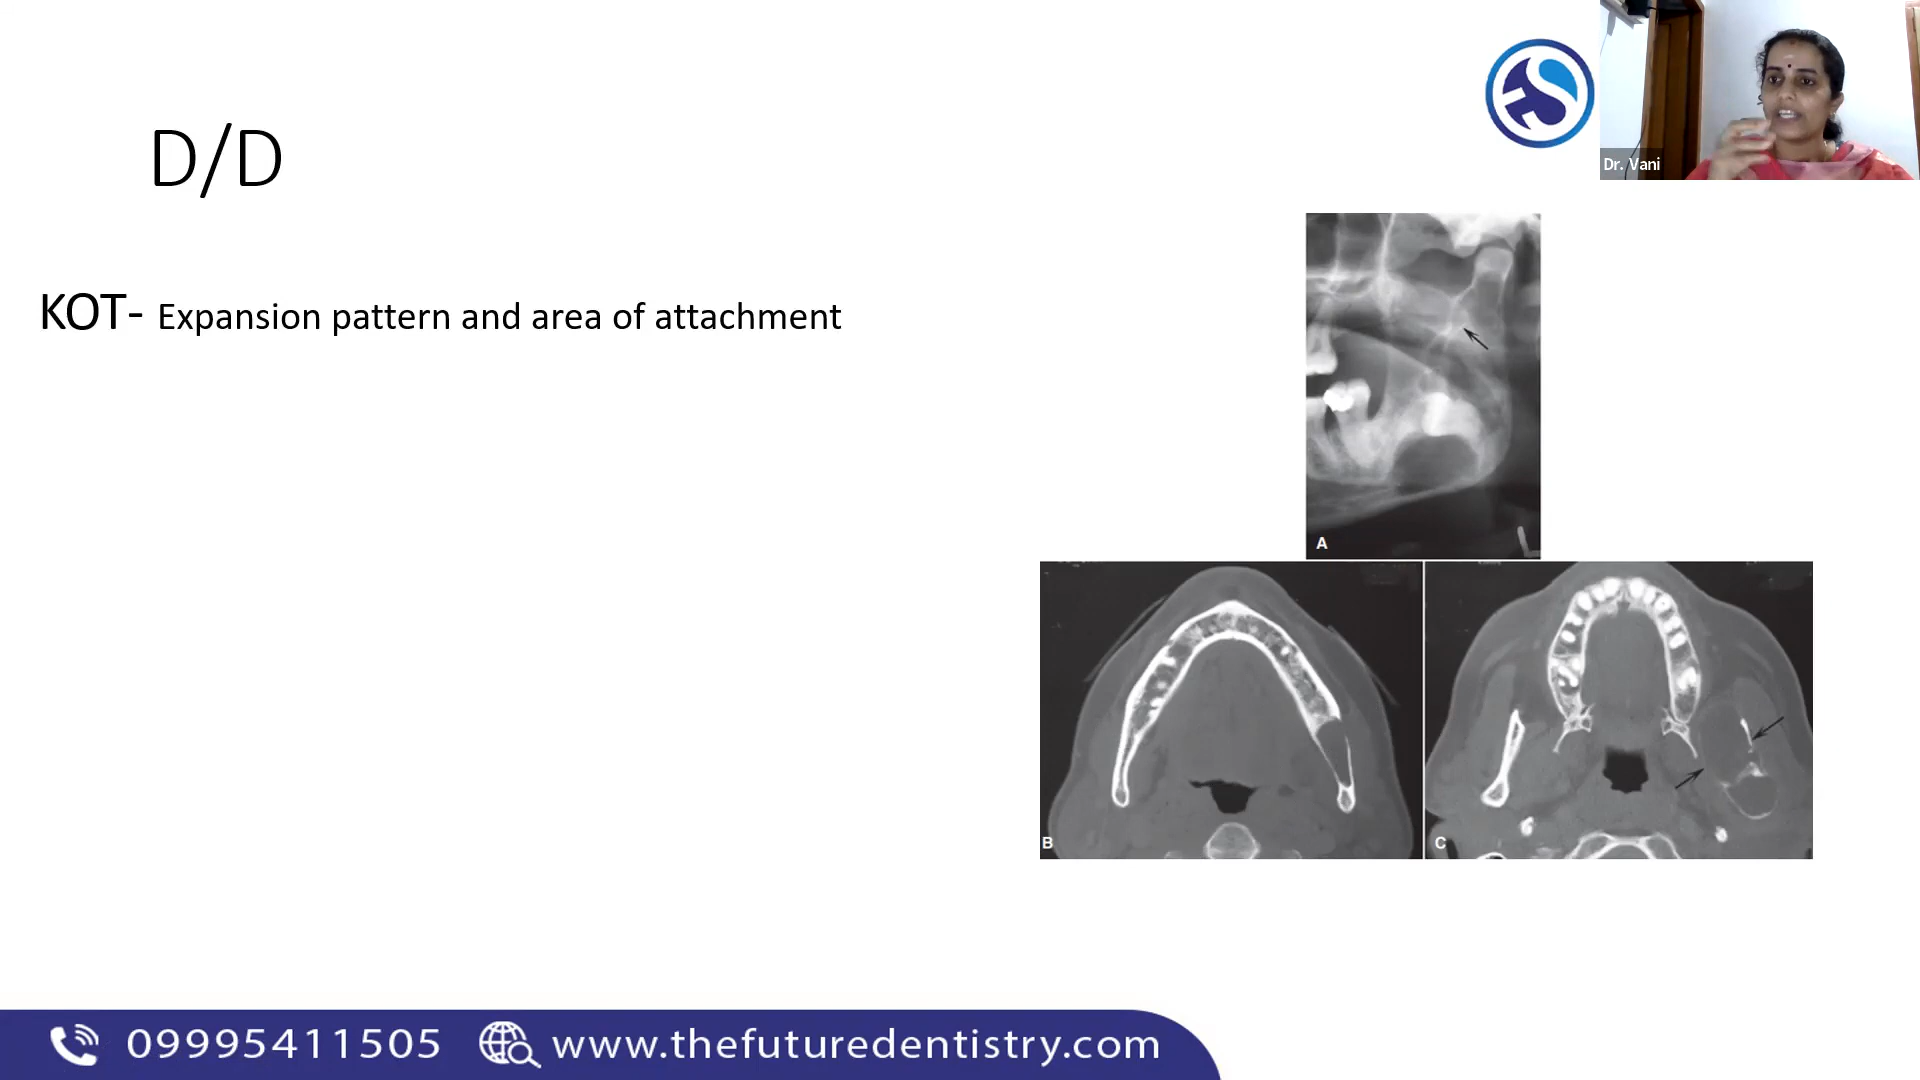 D/D
Dr. Vani
KOT- Expansion pattern and area of attachment
A
L
B
C
09995411505
www.thefuturedentistry.com